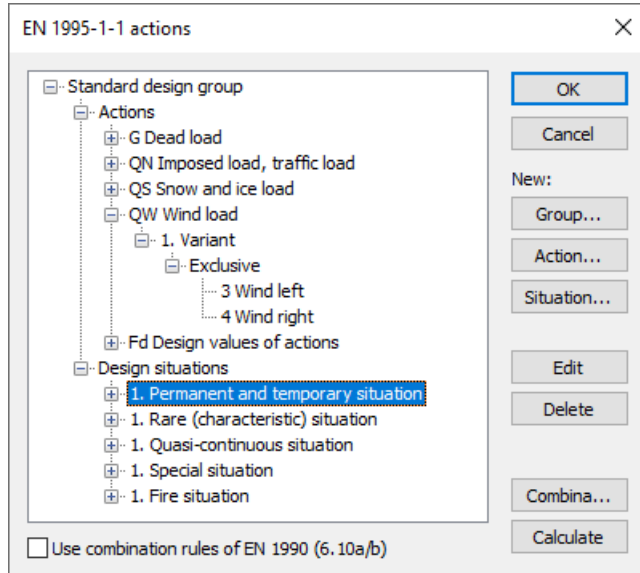 EN 1995-1-1 actions
Standard design group
Actions
G Dead load
QN Imposed load, traffic load
QS Snow and ice load
QW Wind load
1. Variant
Exclusive
3 Wind left
4 Wind right
Fd Design values of actions
Design situations
1. Permanent and temporary situation
1. Rare (characteristic) situation
1. Quasi-continuous situation
1. Special situation
1. Fire situation
Use combination rules of EN 1990 (6.10a/b)
OK
Cancel
New:
Group...
Action...
Situation...
Edit
Delete
Combina...
Calculate